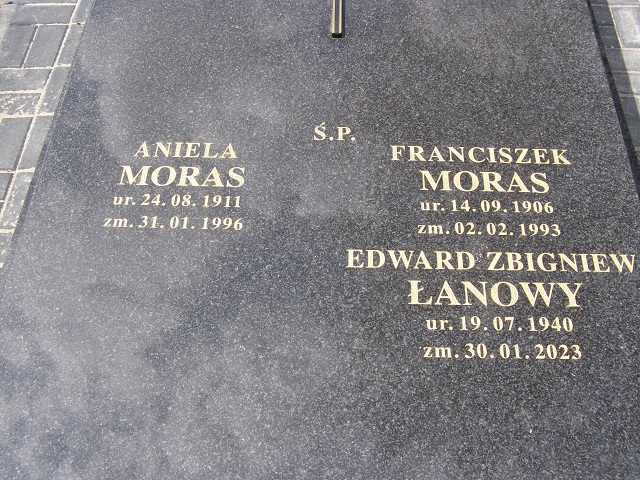 Ś.P.
ANIELA
MORAS
ur. 24. 08. 1911
zm. 31. 01. 1996
FRANCISZEK
MORAS
ur. 14. 09. 1906
zm. 02. 02. 1993
EDWARD ZBIGNIEW
ŁANOWY
ur. 19. 07. 1940
zm. 30. 01. 2023